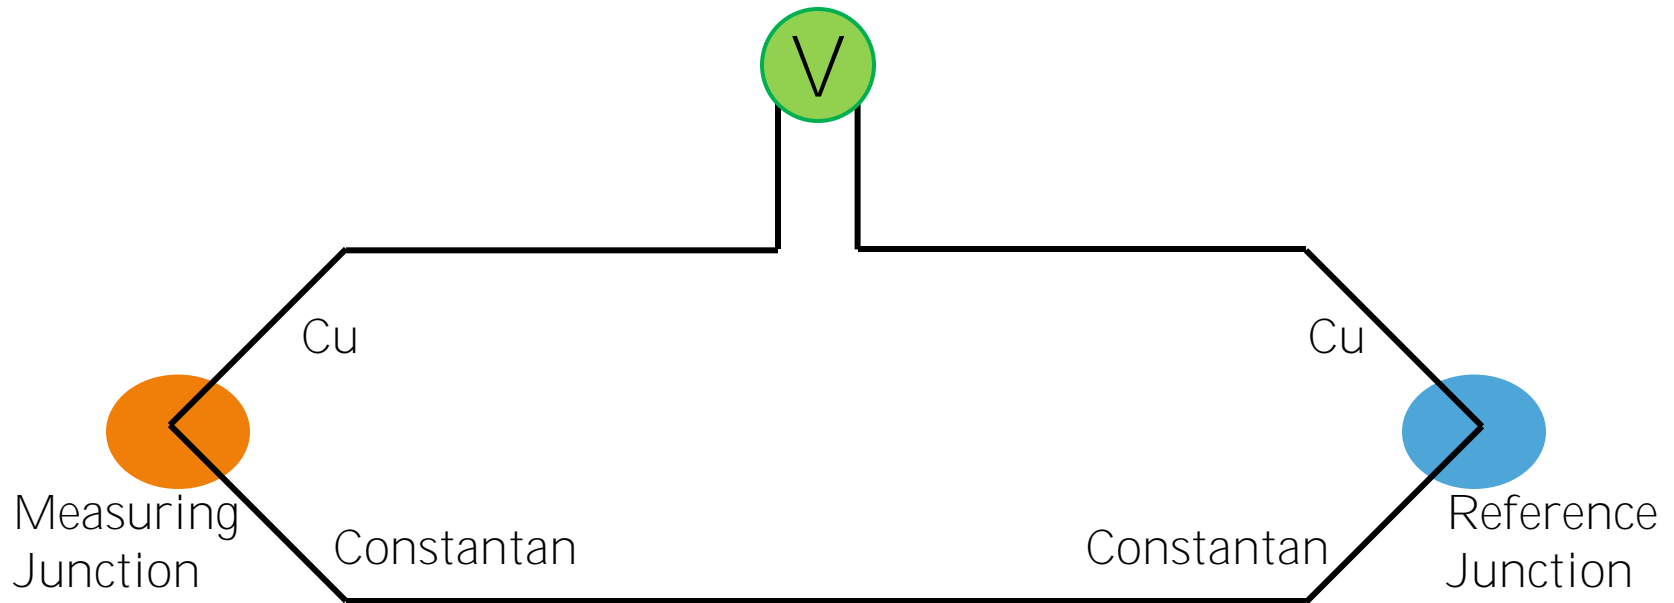 V
Cu
Cu
Measuring
Junction
Constantan
Constantan
Reference
Junction